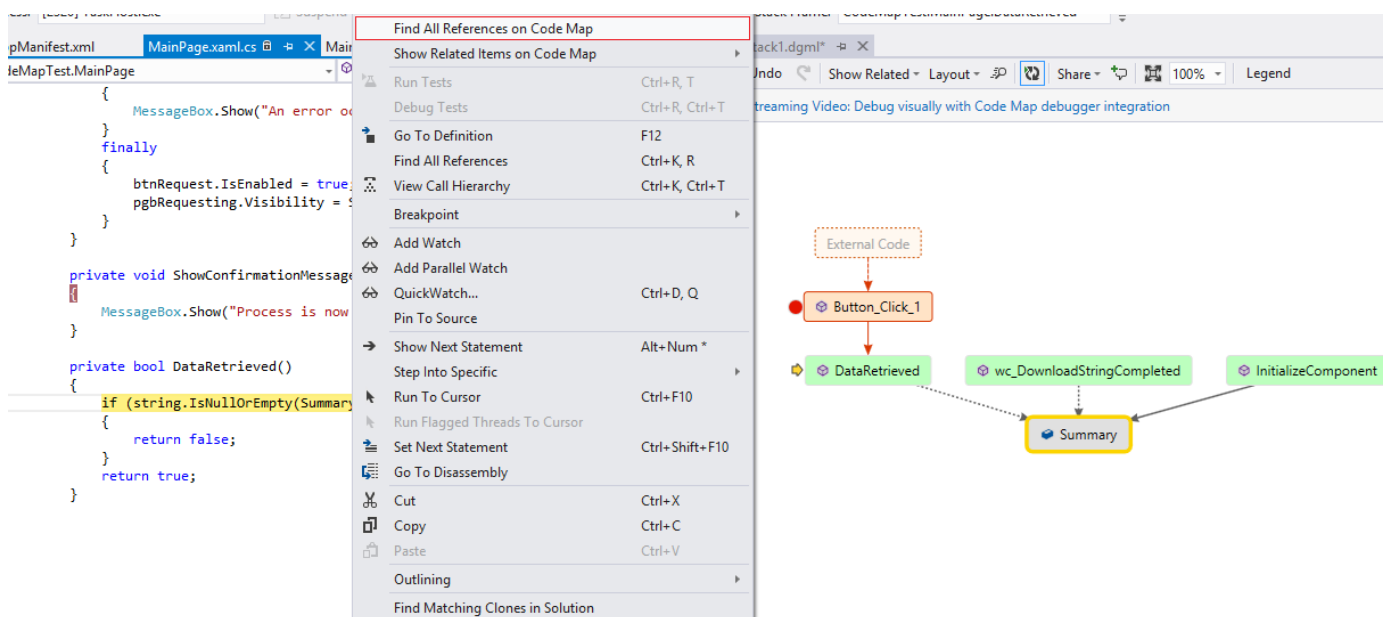 [2520] TaskHost.exe
Suspend
Stack Frame: CodeMapTest.MainPage.DataRetrieved
pManifest.xml
MainPage.xaml.cs
Mair
deMapTest.MainPage
{
MessageBox.Show("An error oc
}
finally
{
btnRequest.IsEnabled = true;
pgbRequesting.Visibility = S
}
}
private void ShowConfirmationMessage
{
MessageBox.Show("Process is now
}
private bool DataRetrieved()
{
if (string.IsNullOrEmpty(Summary
{
return false;
}
return true;
}
Find All References on Code Map
Show Related Items on Code Map
Run Tests Ctrl+R, T
Debug Tests Ctrl+R, Ctrl+T
Go To Definition F12
Find All References Ctrl+K, R
View Call Hierarchy Ctrl+K, Ctrl+T
Breakpoint
Add Watch
Add Parallel Watch
QuickWatch... Ctrl+D, Q
Pin To Source
Show Next Statement Alt+Num *
Step Into Specific
Run To Cursor Ctrl+F10
Run Flagged Threads To Cursor
Set Next Statement Ctrl+Shift+F10
Go To Disassembly
Cut Ctrl+X
Copy Ctrl+C
Paste Ctrl+V
Outlining
Find Matching Clones in Solution
tack1.dgml*
Undo Show Related Layout Share 100% Legend
treaming Video: Debug visually with Code Map debugger integration
External Code
Button_Click_1
DataRetrieved wc_DownloadStringCompleted InitializeComponent
Summary